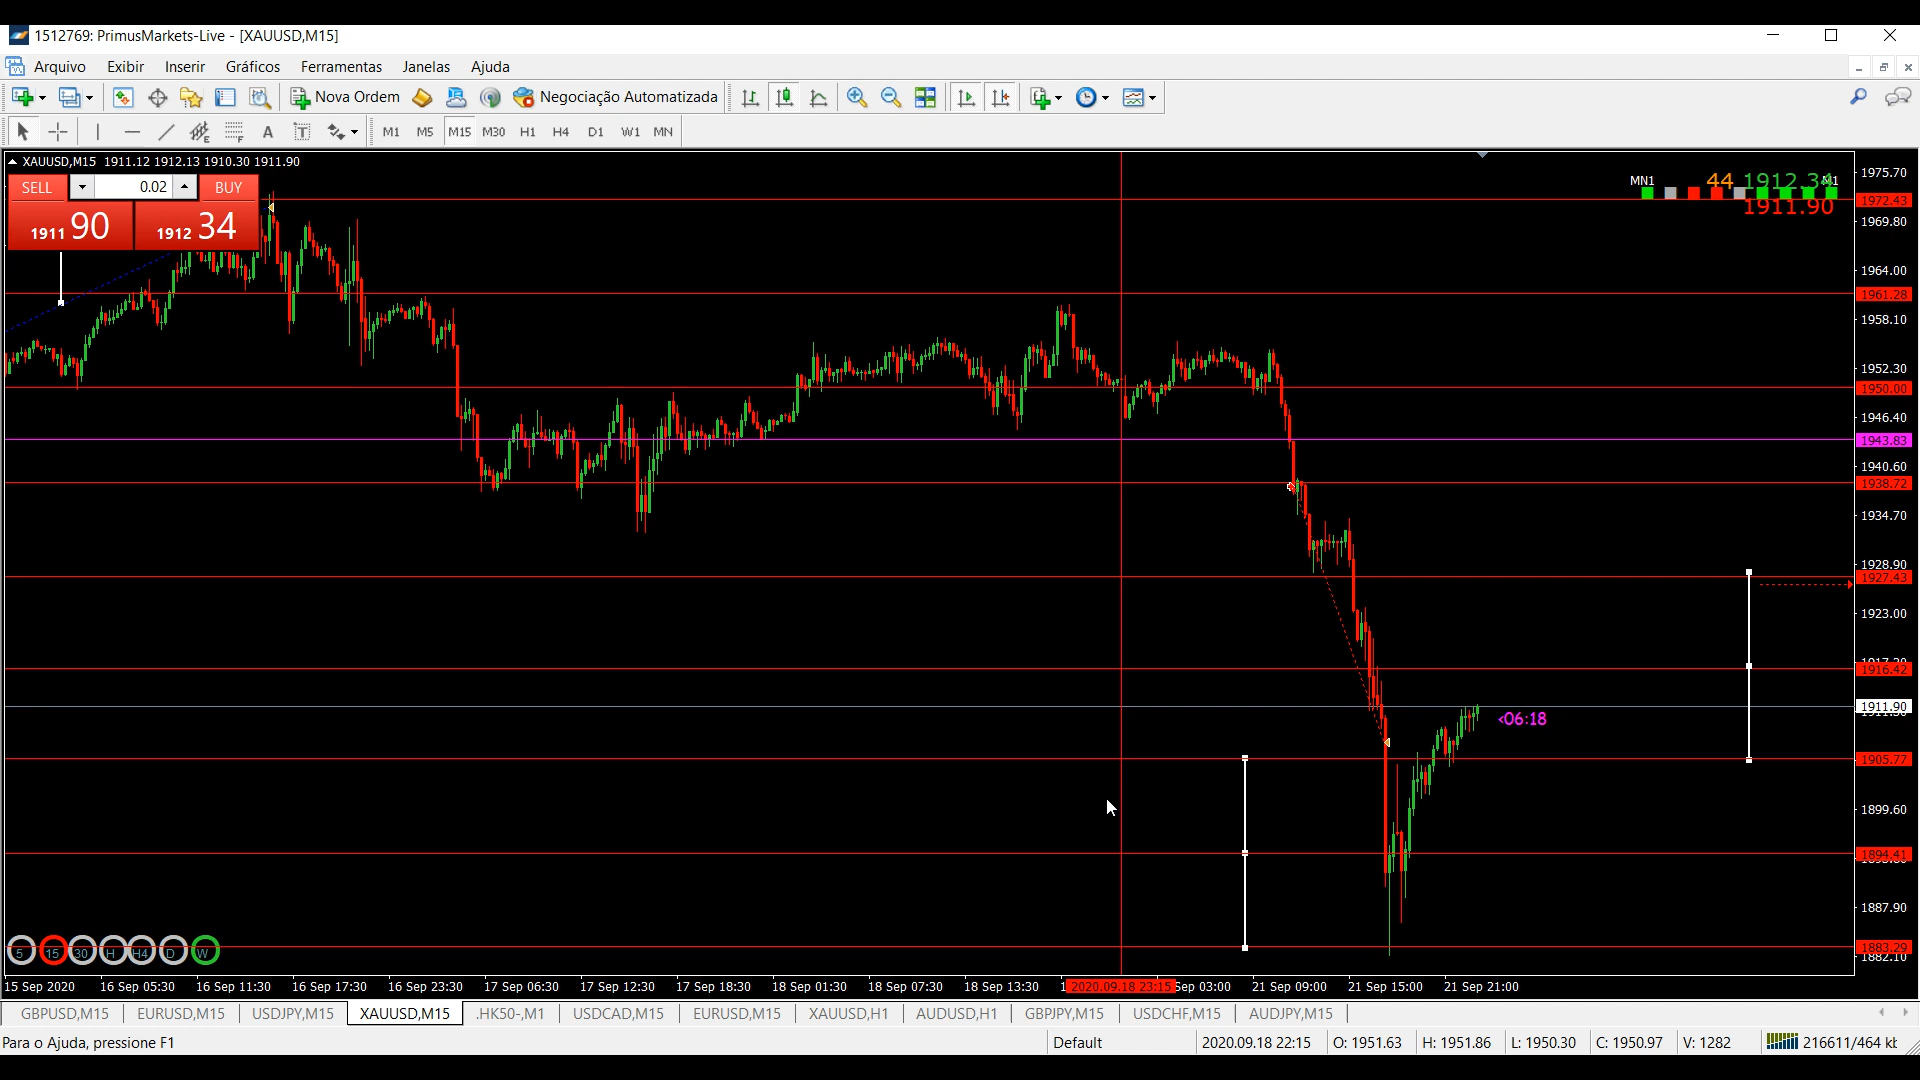 1512769: PrimusMarkets-Live - [XAUUSD,M15]
Arquivo Exibir Inserir Gráficos Ferramentas Janelas Ajuda
Nova Ordem Negociação Automatizada
A T M1 M5 M15 M30 H1 H4 D1 W1 MN
XAUUSD,M15 1911.12 1912.13 1910.30 1911.90
SELL 0.02 BUY
1911 90 1912 34
MN1 44 1912.34 M1
1911.90
1975.70
1972.43
1969.80
1964.00
1961.28
1958.10
1952.30
1950.00
1946.40
1943.83
1940.60
1938.72
1934.70
1928.90
1927.43
1923.00
1916.42
1911.90
<06:18
1905.77
1899.60
1894.41
1887.90
1883.29
1882.10
5 15 30 H H4 D W
15 Sep 2020 16 Sep 05:30 16 Sep 11:30 16 Sep 17:30 16 Sep 23:30 17 Sep 06:30 17 Sep 12:30 17 Sep 18:30 18 Sep 01:30 18 Sep 07:30 18 Sep 13:30 2020.09.18 23:15 Sep 03:00 21 Sep 09:00 21 Sep 15:00 21 Sep 21:00
GBPUSD,M15 EURUSD,M15 USDJPY,M15 XAUUSD,M15 .HK50-,M1 USDCAD,M15 EURUSD,M15 XAUUSD,H1 AUDUSD,H1 GBPJPY,M15 USDCHF,M15 AUDJPY,M15
Para o Ajuda, pressione F1 Default 2020.09.18 22:15 O: 1951.63 H: 1951.86 L: 1950.30 C: 1950.97 V: 1282 216611/464 kb